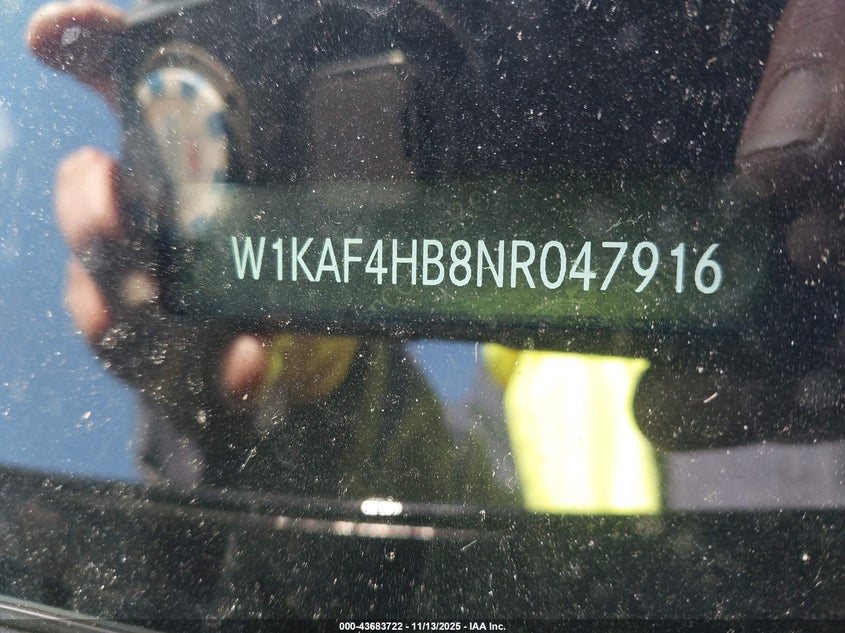 W1KAF4HB8NR047916
000-43683722 - 11/13/2025 - IAA Inc.